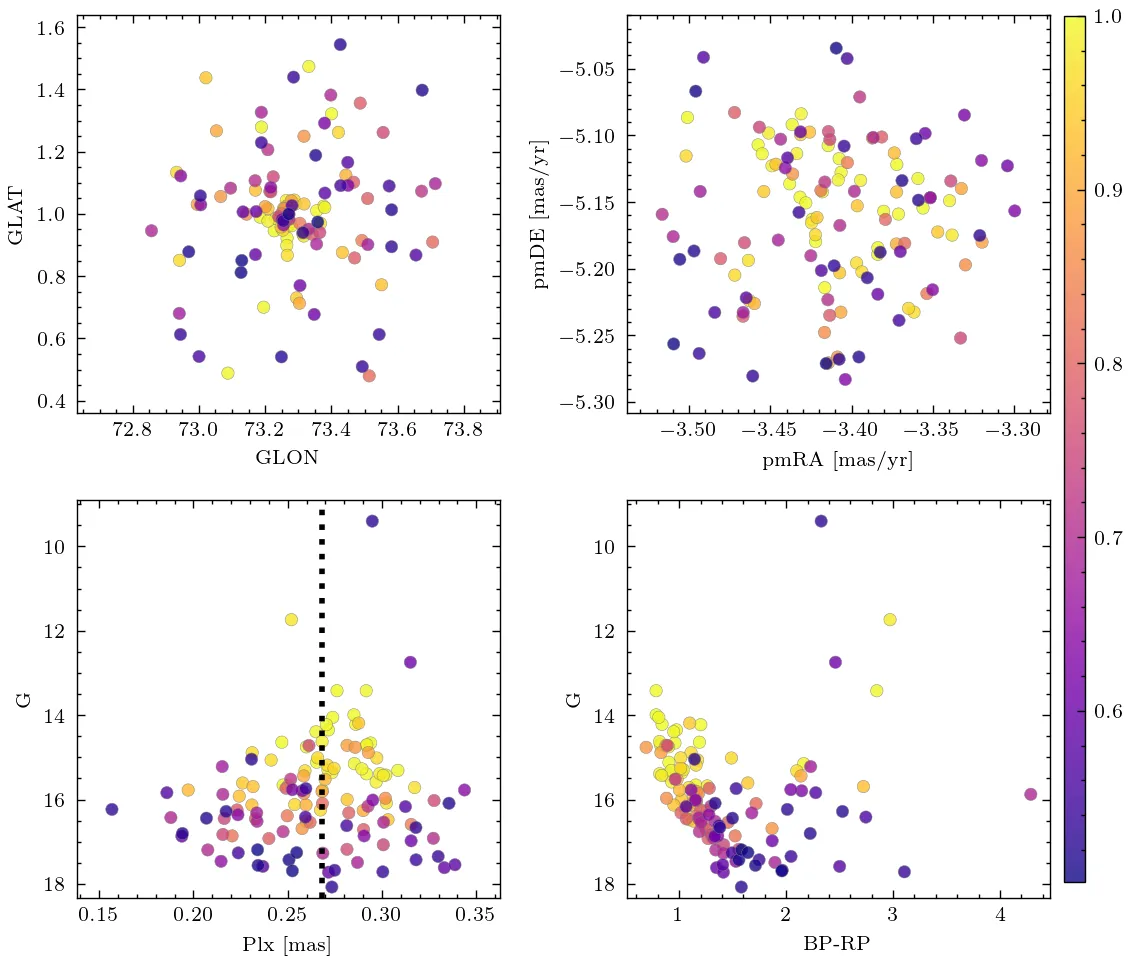 1.6
1.4
1.2
1.0
0.8
0.6
0.4
GLAT
72.8 73.0 73.2 73.4 73.6 73.8
GLON
−5.05
−5.10
−5.15
−5.20
−5.25
−5.30
pmDE [mas/yr]
−3.50 −3.45 −3.40 −3.35 −3.30
pmRA [mas/yr]
1.0
0.9
0.8
0.7
0.6
10
12
14
16
18
G
0.15 0.20 0.25 0.30 0.35
Plx [mas]
10
12
14
16
18
G
1 2 3 4
BP-RP